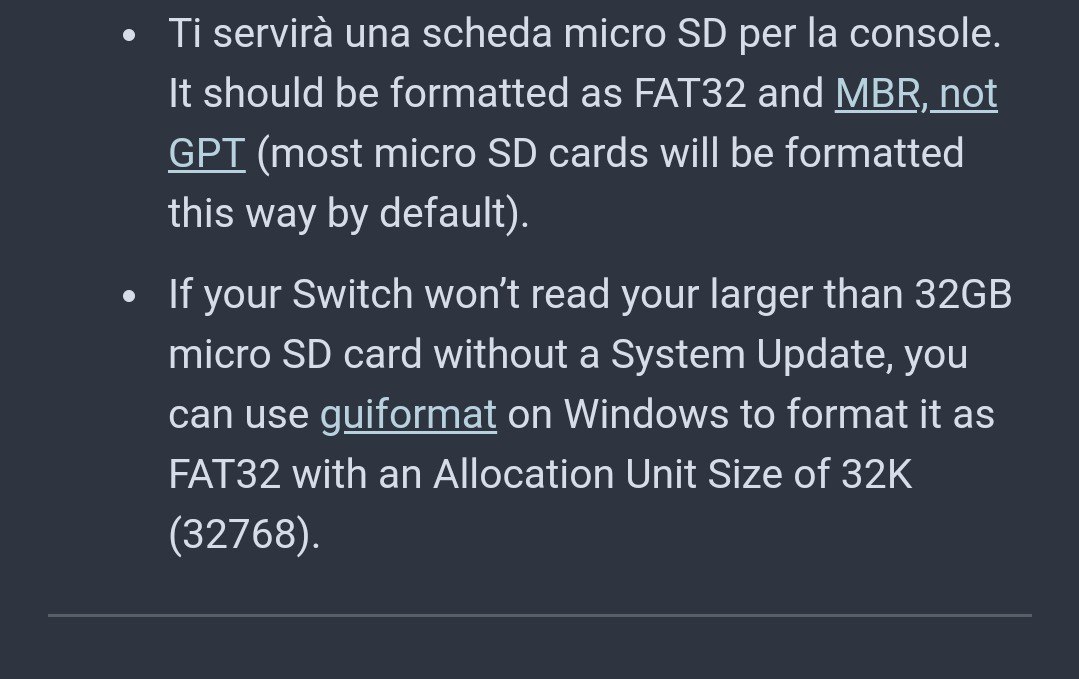 Ti servirà una scheda micro SD per la console.
It should be formatted as FAT32 and MBR, not
GPT (most micro SD cards will be formatted
this way by default).
If your Switch won’t read your larger than 32GB
micro SD card without a System Update, you
can use guiformat on Windows to format it as
FAT32 with an Allocation Unit Size of 32K
(32768).